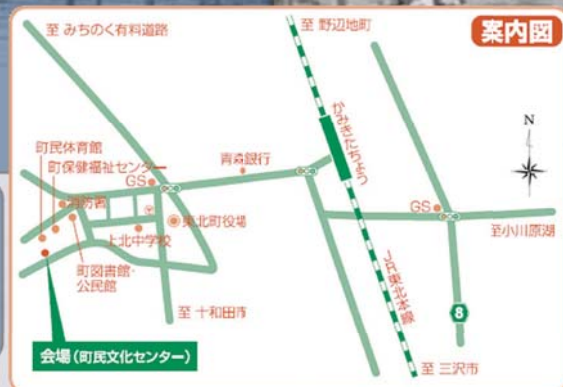 案内図
至 みちのく有料道路
至 野辺地町
かみきたちょう
N
町民体育館
町保健福祉センター
青森銀行
GS
消防署
東北町役場
GS
至小川原湖
上北中学校
町図書館・
公民館
JR東北本線
至 十和田市
8
会場(町民文化センター)
至 三沢市